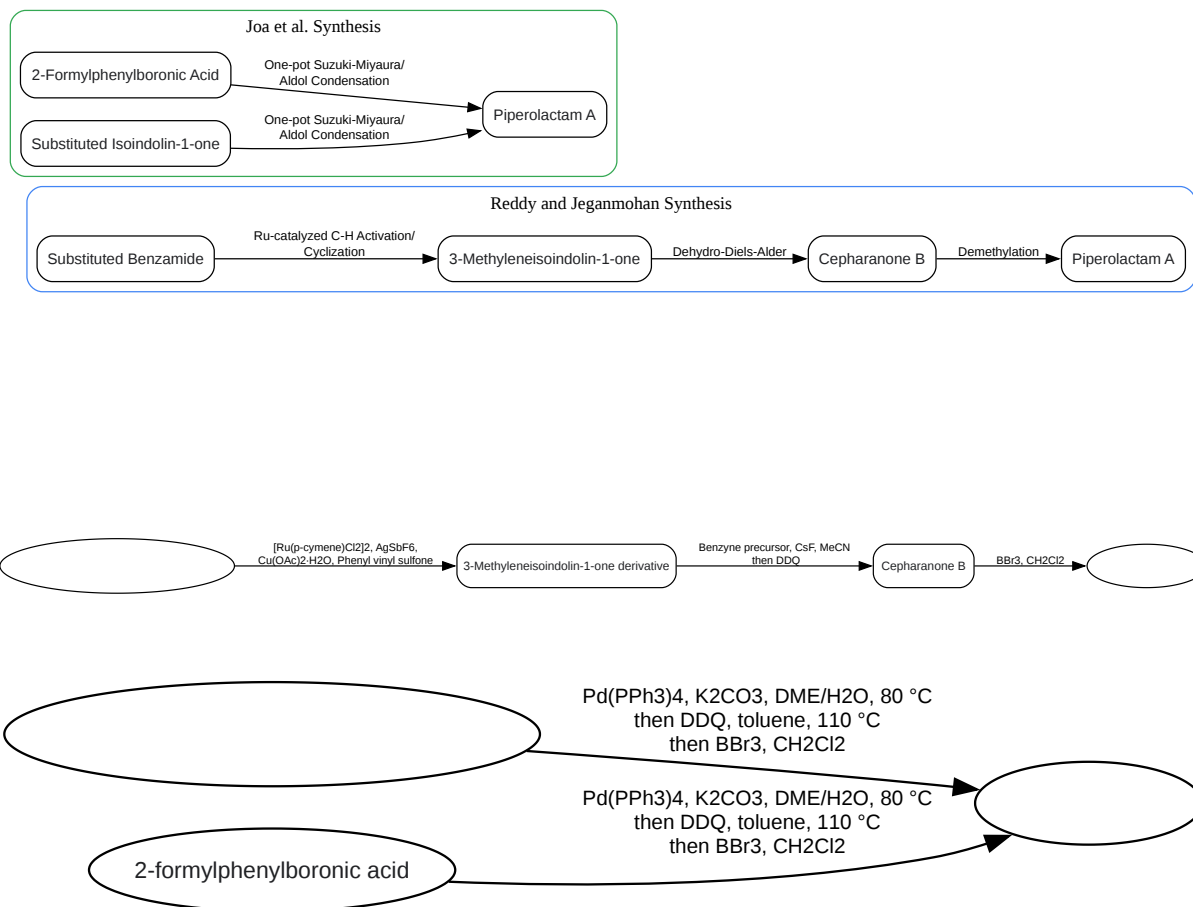 Joa et al. Synthesis
2-Formylphenylboronic Acid
One-pot Suzuki-Miyaura/
Aldol Condensation
Piperolactam A
Substituted Isoindolin-1-one
One-pot Suzuki-Miyaura/
Aldol Condensation
Reddy and Jeganmohan Synthesis
Substituted Benzamide
Ru-catalyzed C-H Activation/
Cyclization
3-Methyleneisoindolin-1-one
Dehydro-Diels-Alder
Cepharanone B
Demethylation
Piperolactam A
[Ru(p-cymene)Cl2]2, AgSbF6,
Cu(OAc)2·H2O, Phenyl vinyl sulfone
3-Methyleneisoindolin-1-one derivative
Benzyne precursor, CsF, MeCN
then DDQ
Cepharanone B
BBr3, CH2Cl2
Pd(PPh3)4, K2CO3, DME/H2O, 80 °C
then DDQ, toluene, 110 °C
then BBr3, CH2Cl2
Pd(PPh3)4, K2CO3, DME/H2O, 80 °C
then DDQ, toluene, 110 °C
then BBr3, CH2Cl2
2-formylphenylboronic acid